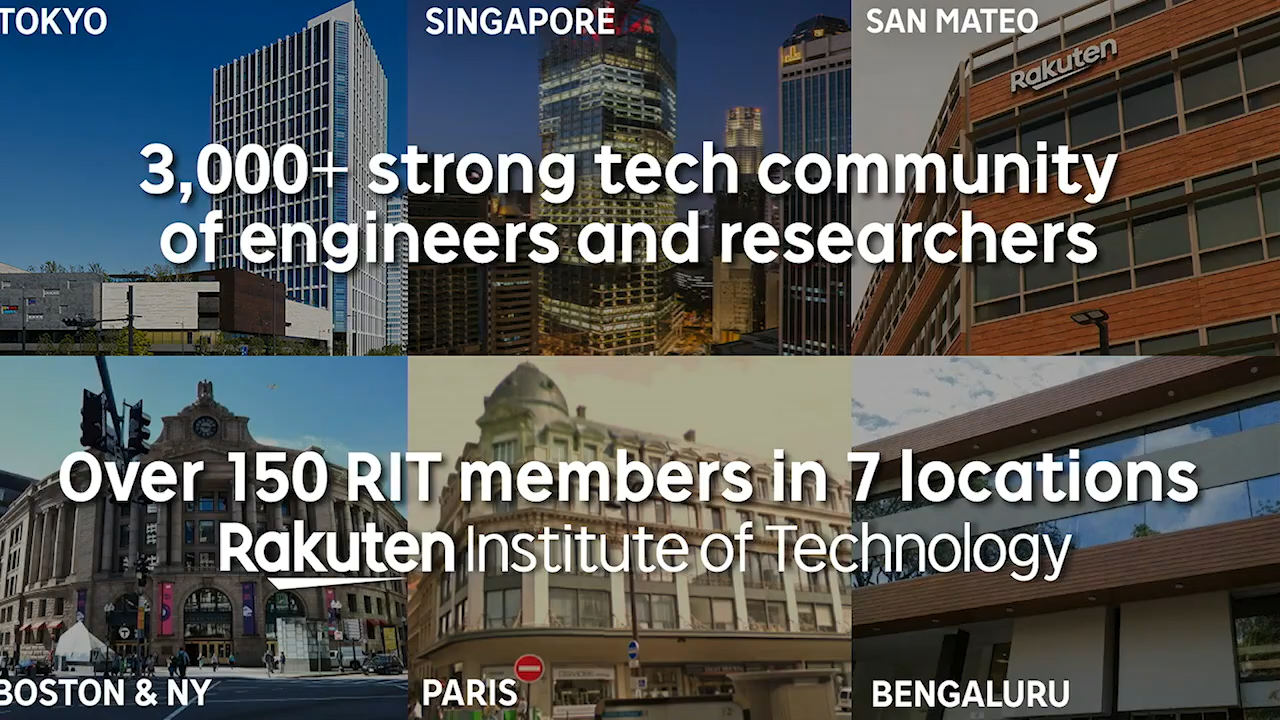 TOKYO
SINGAPORE
SAN MATEO
Rakuten
3,000+ strong tech community
of engineers and researchers
Over 150 RIT members in 7 locations
Rakuten Institute of Technology
BOSTON & NY
PARIS
BENGALURU